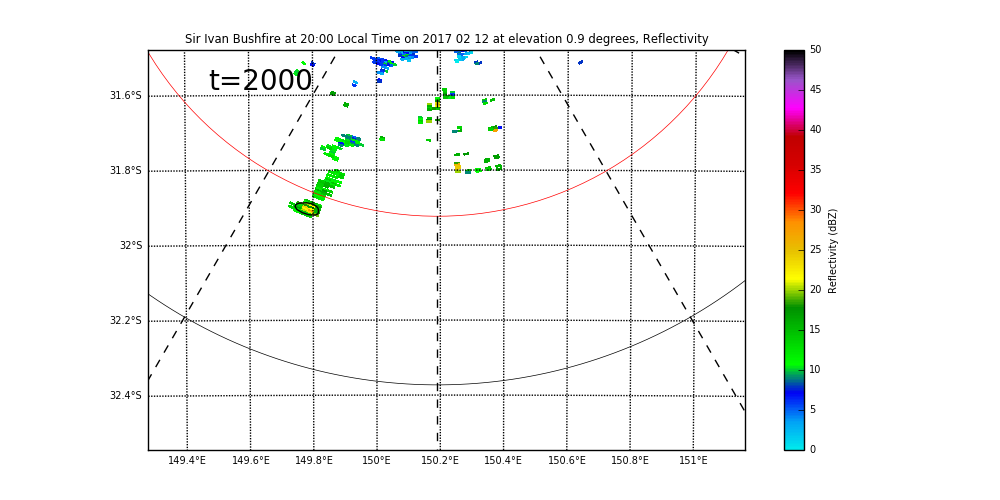 Sir Ivan Bushfire at 20:00 Local Time on 2017 02 12 at elevation 0.9 degrees, Reflectivity
t=2000
31.6°S
31.8°S
32°S
32.2°S
32.4°S
149.4°E 149.6°E 149.8°E 150°E 150.2°E 150.4°E 150.6°E 150.8°E 151°E
50
45
40
35
30
25
20
15
10
5
0
Reflectivity (dBZ)